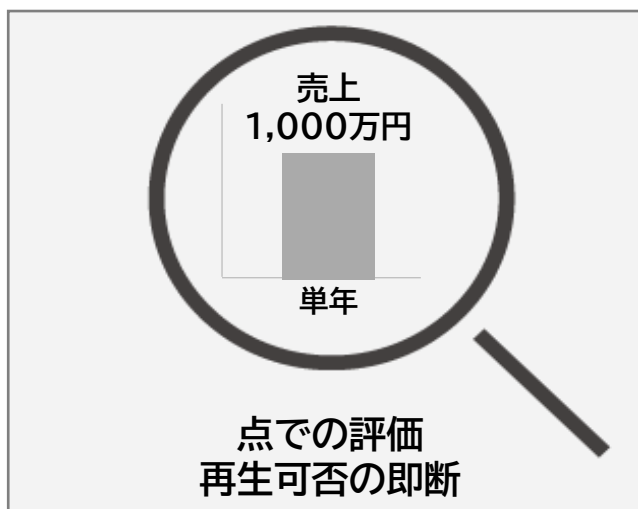 売上
1,000万円
単年
点での評価
再生可否の即断